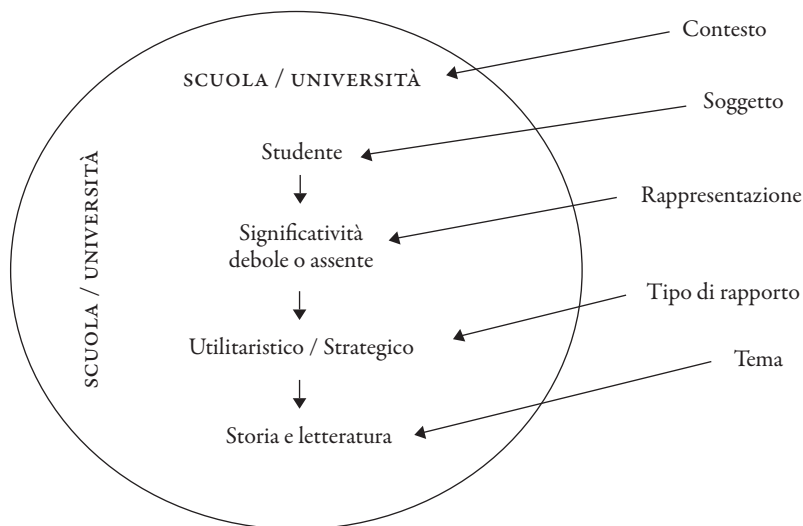 Contesto
SCUOLA / UNIVERSITÀ
Soggetto
Studente
SCUOLA / UNIVERSITÀ
Rappresentazione
Significatività
debole o assente
Tipo di rapporto
Utilitaristico / Strategico
Tema
Storia e letteratura